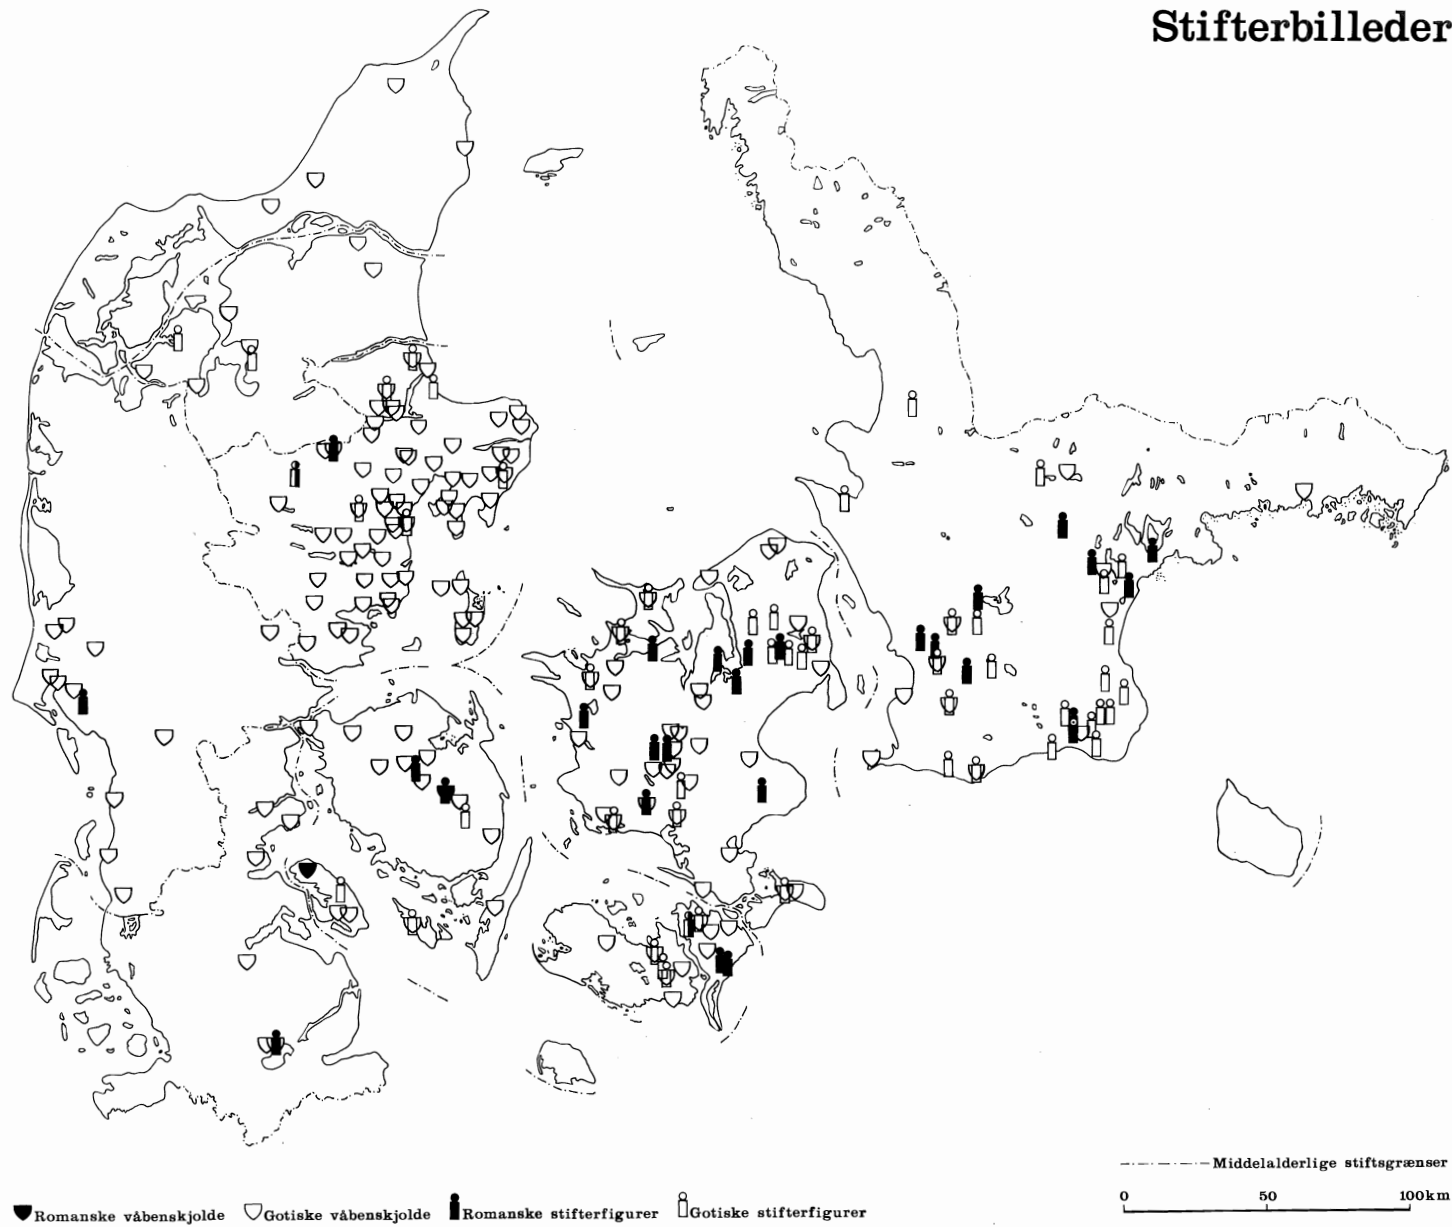 Stifterbilleder
Middelalderlige stiftsgrænser
0 50 100km
Romanske våbenskjolde Gotiske våbenskjolde Romanske stifterfigurer Gotiske stifterfigurer